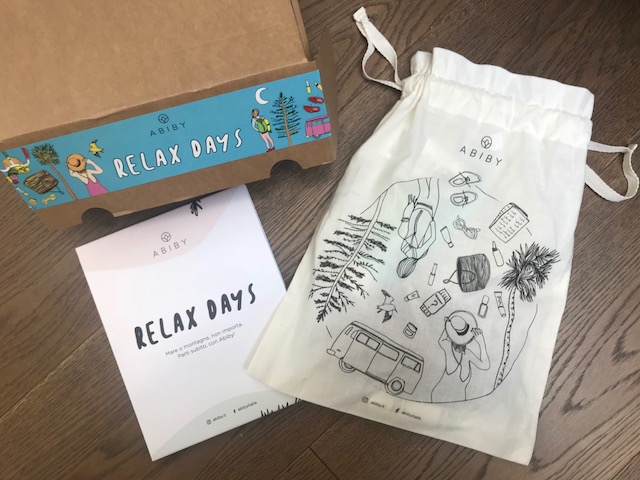 ABIBY
RELAX DAYS
ABIBY
RELAX DAYS
Mare o montagna, non importa.
Parti subito, con Abiby!
ABIBY